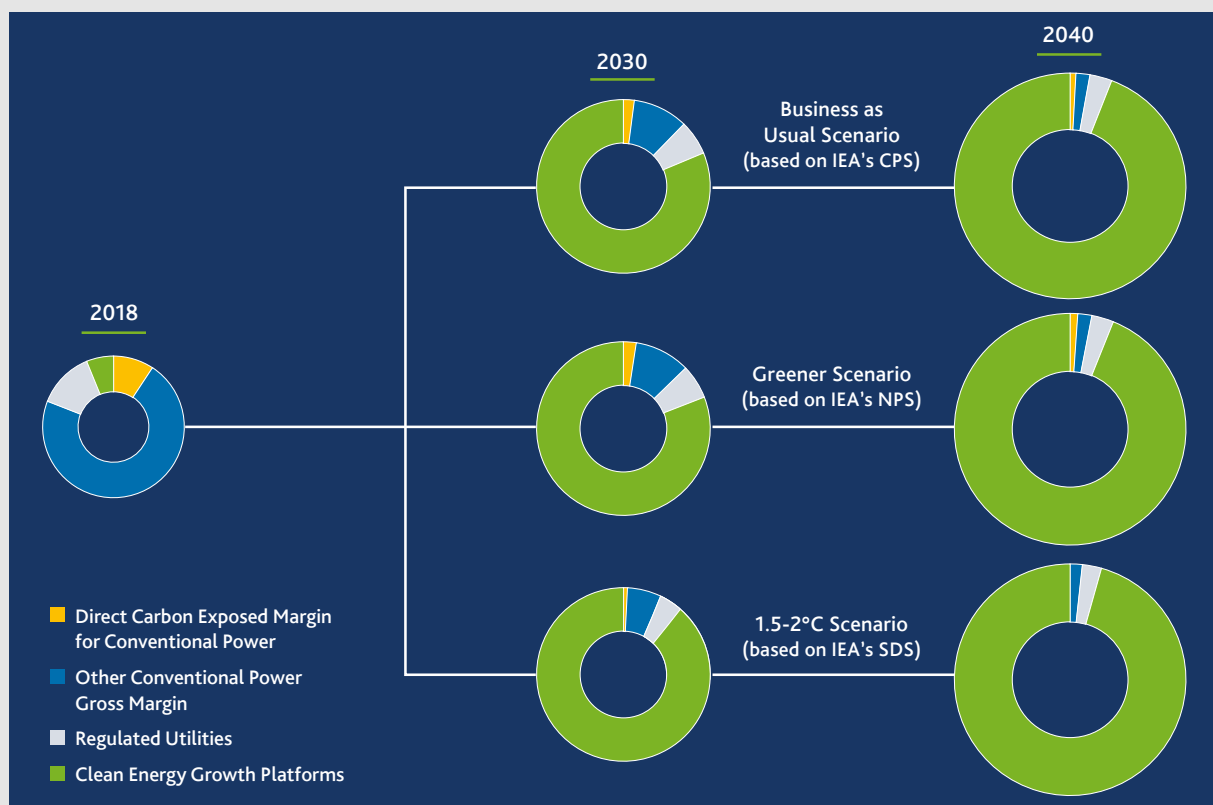 2040
2030
Business as
Usual Scenario
(based on IEA's CPS)
2018
Greener Scenario
(based on IEA's NPS)
1.5-2°C Scenario
(based on IEA's SDS)
Direct Carbon Exposed Margin
for Conventional Power
Other Conventional Power
Gross Margin
Regulated Utilities
Clean Energy Growth Platforms